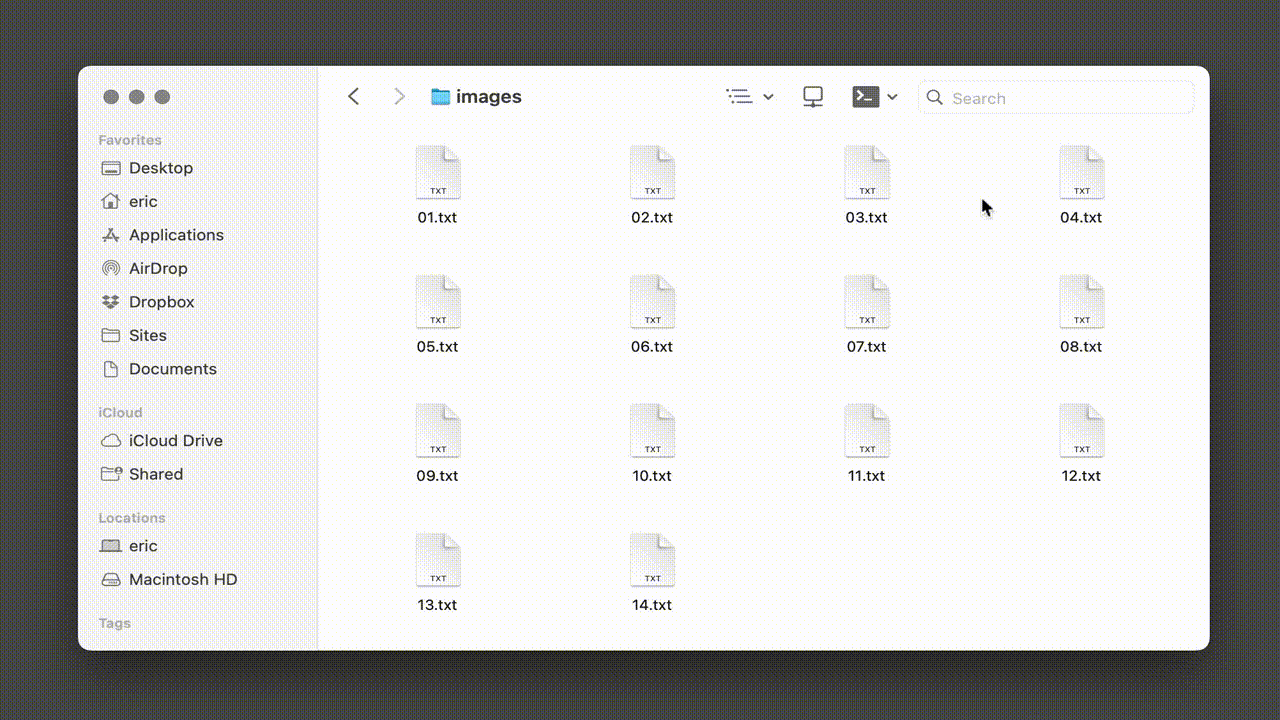 images
Search
Favorites
Desktop
eric
Applications
AirDrop
Dropbox
Sites
Documents
iCloud
iCloud Drive
Shared
Locations
eric
Macintosh HD
Tags
TXT TXT TXT TXT
01.txt 02.txt 03.txt 04.txt
TXT TXT TXT TXT
05.txt 06.txt 07.txt 08.txt
TXT TXT TXT TXT
09.txt 10.txt 11.txt 12.txt
TXT TXT
13.txt 14.txt